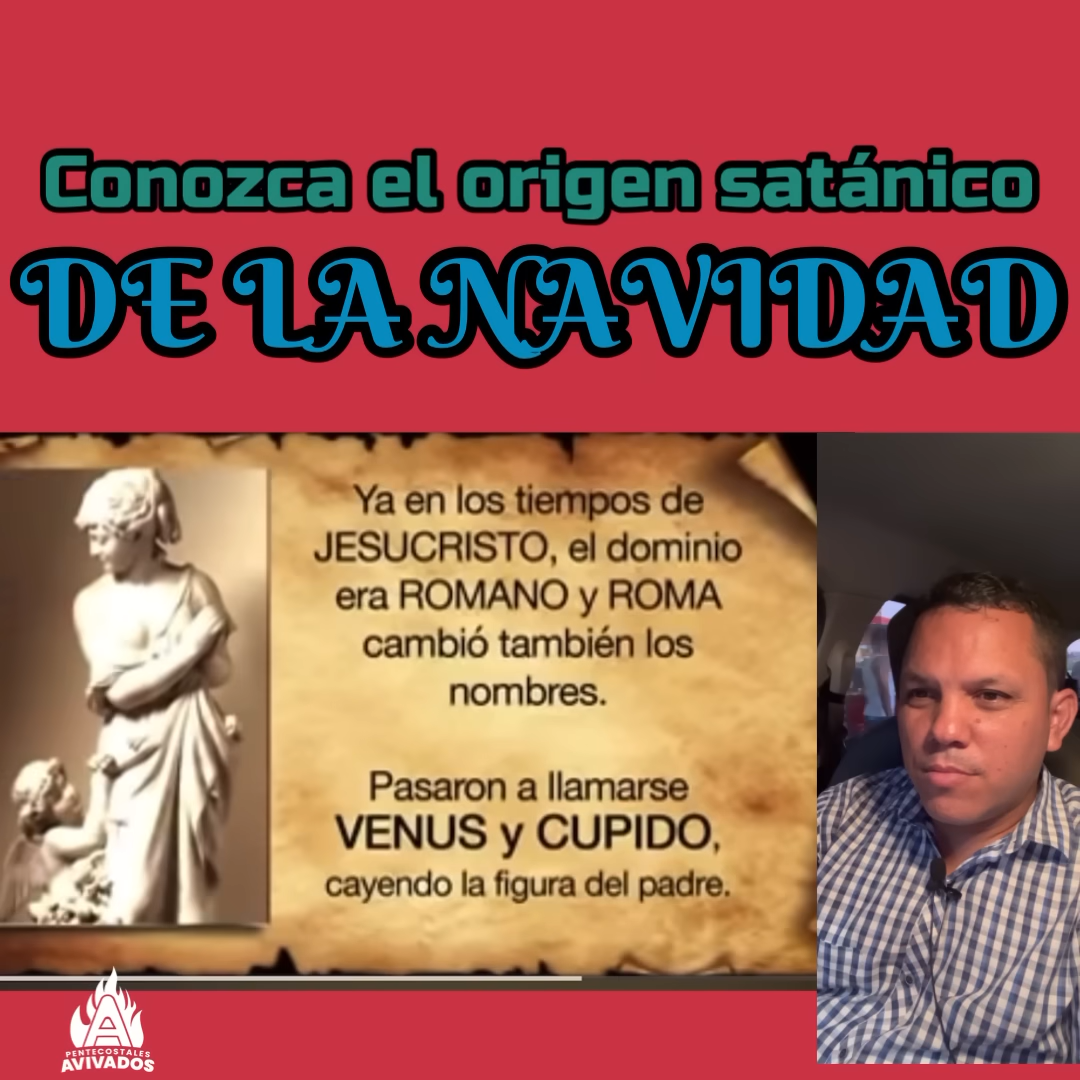 Conozca el origen satánico
DE LA NAVIDAD
Ya en los tiempos de
JESUCRISTO, el dominio
era ROMANO y ROMA
cambió también los
nombres.
Pasaron a llamarse
VENUS y CUPIDO,
cayendo la figura del padre.
A
PENTECOSTALES
AVIVADOS